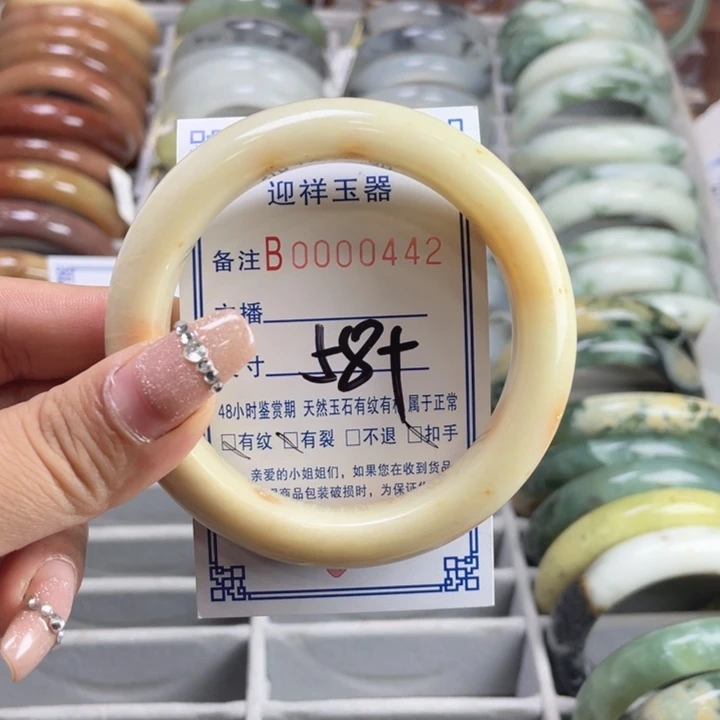 迎祥玉器
备注B0000442
播
寸 58+
48小时鉴赏期 天然玉石有纹有 属于正常
有纹 有裂 不退 扣手
亲爱的小姐姐们,如果您在收到货品
商品包装破损时,为保证